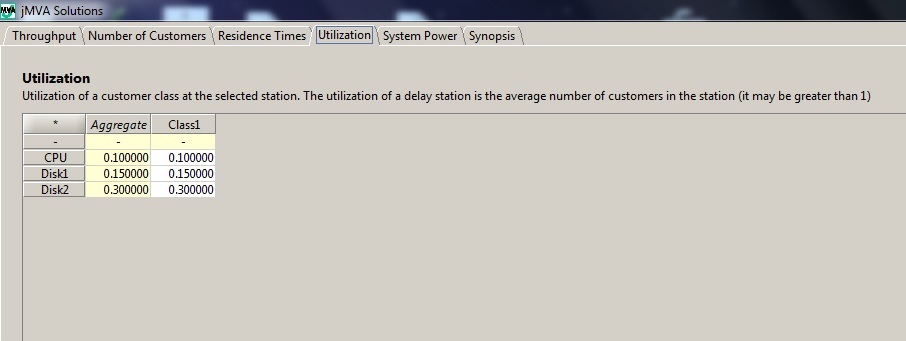 MVA jMVA Solutions
Throughput Number of Customers Residence Times Utilization System Power Synopsis
Utilization
Utilization of a customer class at the selected station. The utilization of a delay station is the average number of customers in the station (it may be greater than 1)
* Aggregate Class1
- - -
CPU 0.100000 0.100000
Disk1 0.150000 0.150000
Disk2 0.300000 0.300000